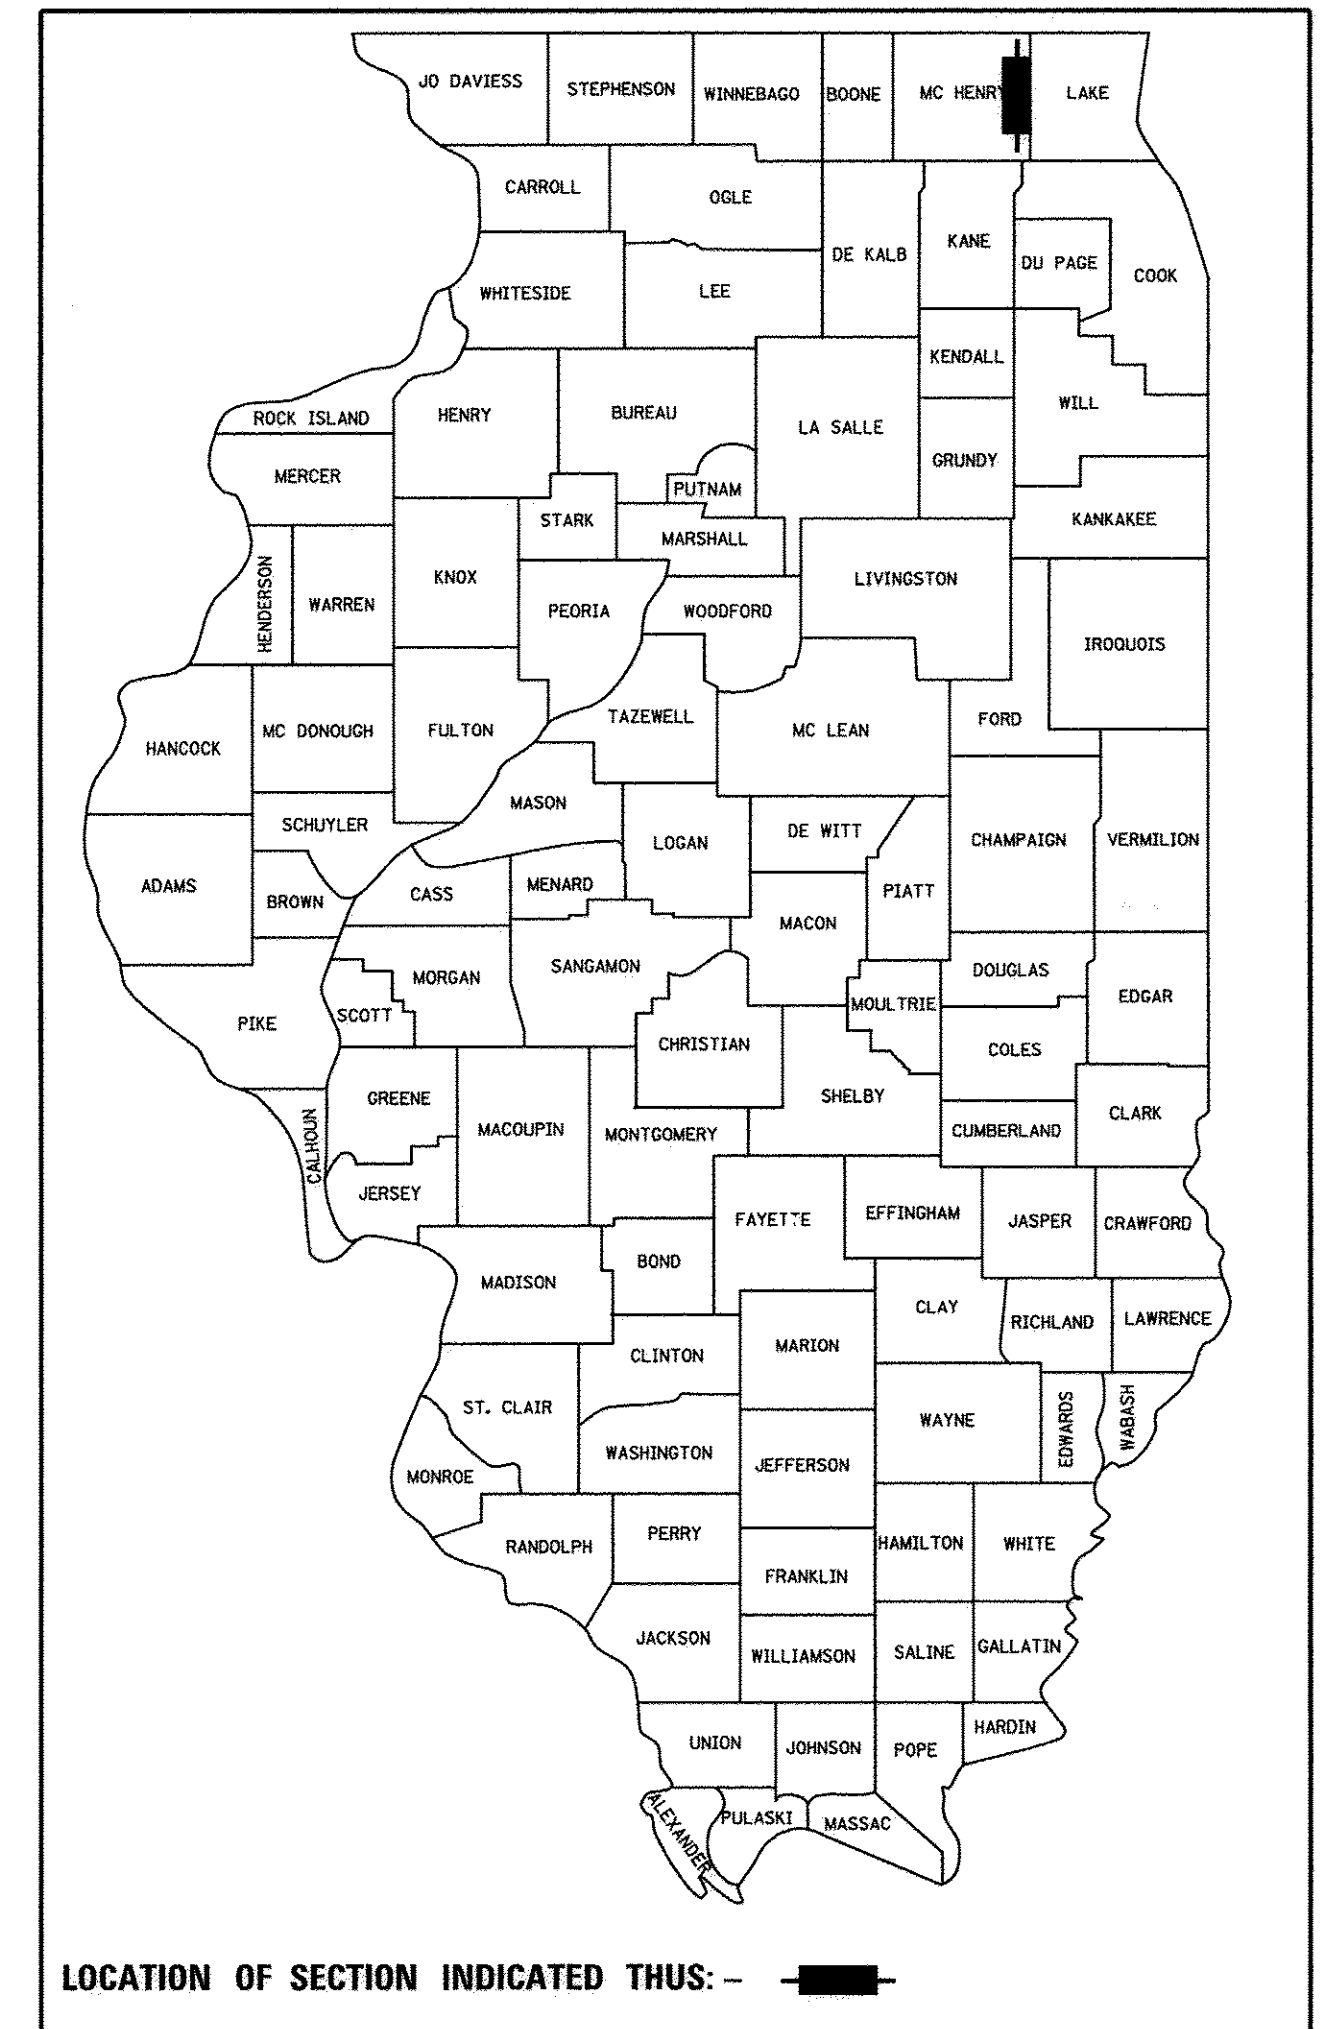 JO DAVIESS
STEPHENSON
WINNEBAGO
BOONE
MC HENRY
LAKE
CARROLL
OGLE
DE KALB
KANE
DU PAGE
COOK
WHITESIDE
LEE
KENDALL
WILL
ROCK ISLAND
HENRY
BUREAU
LA SALLE
GRUNDY
MERCER
PUTNAM
STARK
MARSHALL
KANKAKEE
HENDERSON
WARREN
KNOX
PEORIA
WOODFORD
LIVINGSTON
IROQUOIS
HANCOCK
MC DONOUGH
FULTON
TAZEWELL
MC LEAN
FORD
MASON
SCHUYLER
LOGAN
DE WITT
CHAMPAIGN
VERMILION
ADAMS
BROWN
CASS
MENARD
PIATT
MACON
MORGAN
SANGAMON
DOUGLAS
EDGAR
PIKE
SCOTT
MOULTRIE
CHRISTIAN
COLES
CALHOUN
GREENE
MACOUPIN
MONTGOMERY
SHELBY
CUMBERLAND
CLARK
JERSEY
FAYETTE
EFFINGHAM
JASPER
CRAWFORD
MADISON
BOND
CLAY
RICHLAND
LAWRENCE
CLINTON
MARION
ST. CLAIR
WAYNE
EDWARDS
WABASH
WASHINGTON
JEFFERSON
MONROE
RANDOLPH
PERRY
HAMILTON
WHITE
FRANKLIN
JACKSON
WILLIAMSON
SALINE
GALLATIN
UNION
JOHNSON
POPE
HARDIN
ALEXANDER
PULASKI
MASSAC
LOCATION OF SECTION INDICATED THUS: –